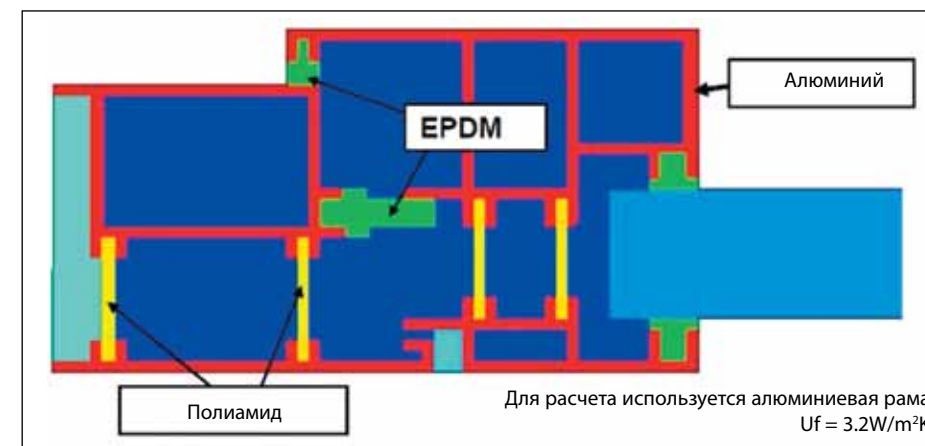 Алюминий
EPDM
Полиамид
Для расчета используется алюминиевая рама
Uf = 3.2W/m²K